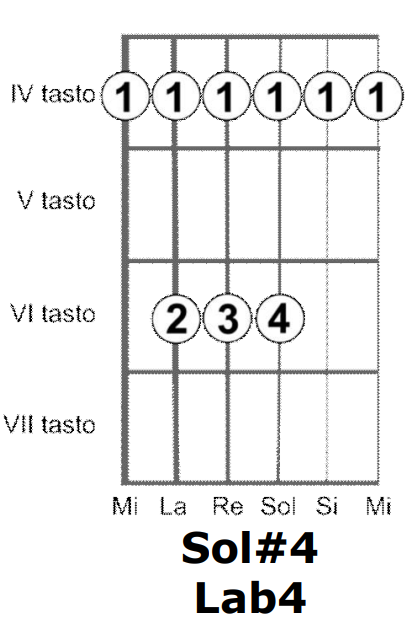 IV tasto 1 1 1 1 1 1
V tasto
VI tasto 2 3 4
VII tasto
Mi La Re Sol Si Mi
Sol#4
Lab4